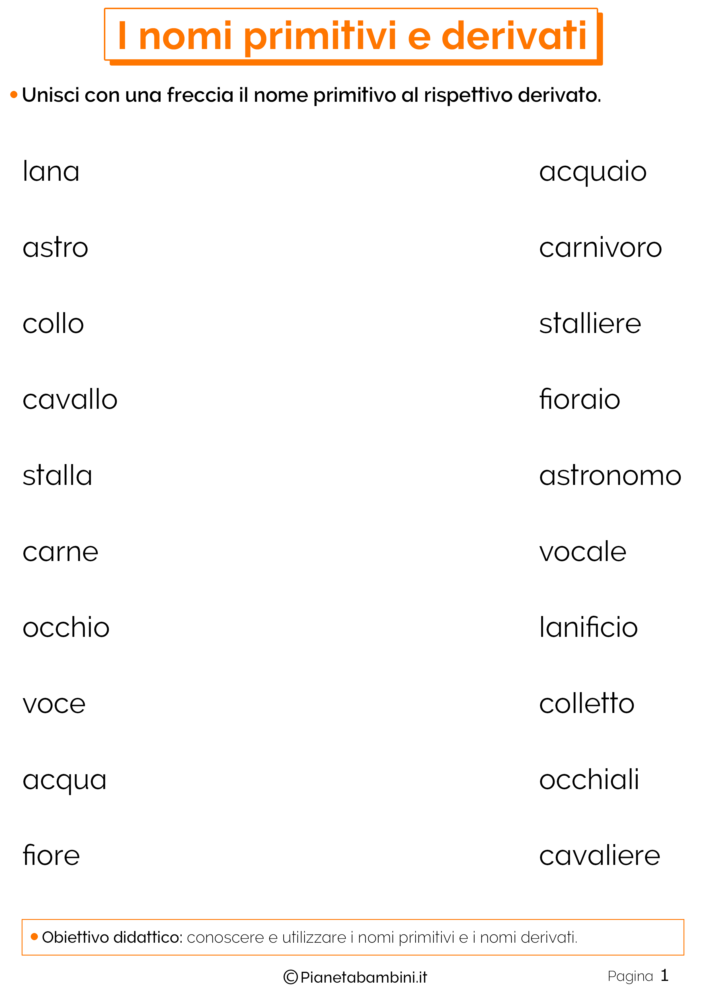 I nomi primitivi e derivati
• Unisci con una freccia il nome primitivo al rispettivo derivato.
lana acquaio
astro carnivoro
collo stalliere
cavallo fioraio
stalla astronomo
carne vocale
occhio lanificio
voce colletto
acqua occhiali
fiore cavaliere
• Obiettivo didattico: conoscere e utilizzare i nomi primitivi e i nomi derivati.
©Pianetabambini.it Pagina 1